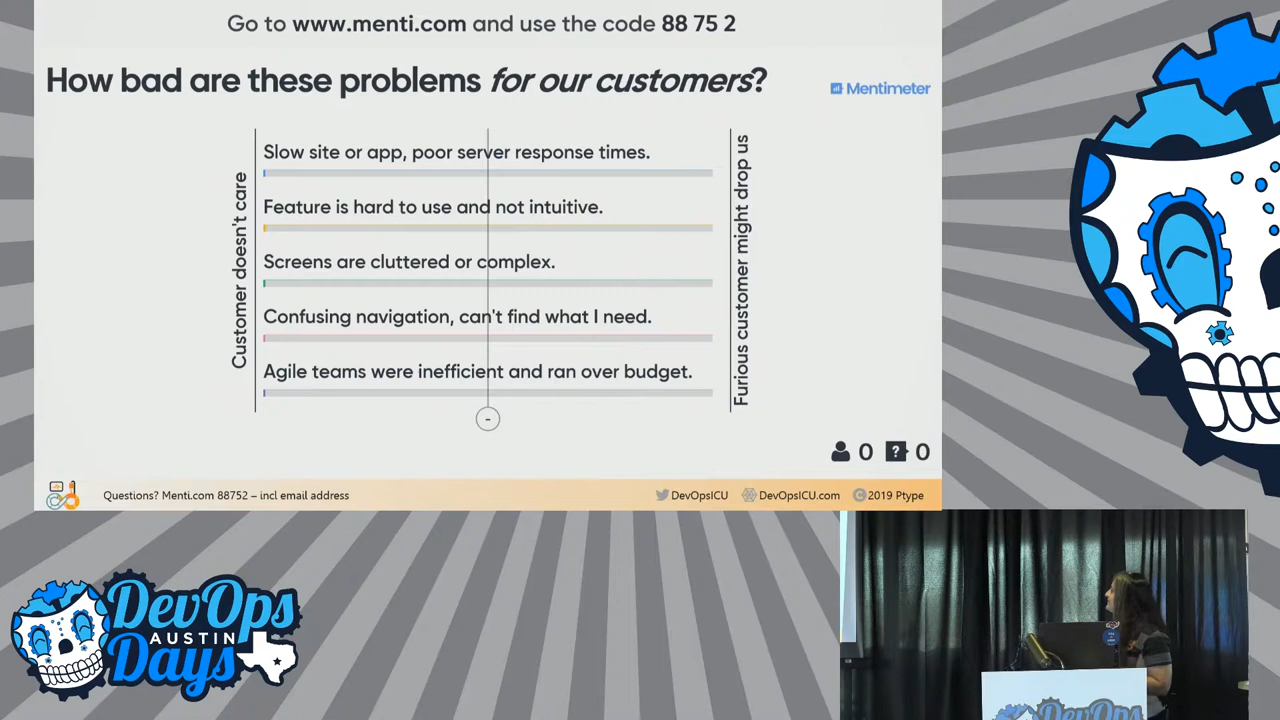 Go to www.menti.com and use the code 88 75 2
How bad are these problems for our customers?
Mentimeter
Customer doesn't care
Slow site or app, poor server response times.
Feature is hard to use and not intuitive.
Screens are cluttered or complex.
Confusing navigation, can't find what I need.
Agile teams were inefficient and ran over budget.
Furious customer might drop us
-
0 ? 0
Questions? Menti.com 88752 – incl email address
DevOpsICU DevOpsICU.com © 2019 Ptype
DevOps
AUSTIN
Days
DevOps